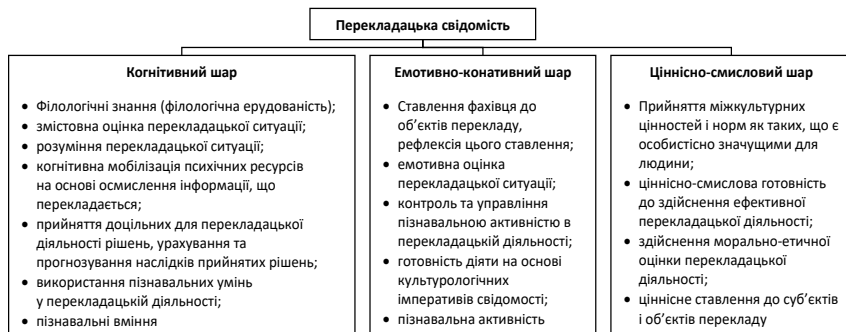 Перекладацька свідомість
Когнітивний шар
• Філологічні знання (філологічна ерудованість);
• змістовна оцінка перекладацької ситуації;
• розуміння перекладацької ситуації;
• когнітивна мобілізація психічних ресурсів
на основі осмислення інформації, що
перекладається;
• прийняття доцільних для перекладацької
діяльності рішень, урахування та
прогнозування наслідків прийнятих рішень;
• використання пізнавальних умінь
у перекладацькій діяльності;
• пізнавальні вміння
Емотивно-конативний шар
• Ставлення фахівця до
об’єктів перекладу,
рефлексія цього ставлення;
• емотивна оцінка
перекладацької ситуації;
• контроль та управління
пізнавальною активністю в
перекладацькій діяльності;
• готовність діяти на основі
культурологічних
імперативів свідомості;
• пізнавальна активність
Ціннісно-смисловий шар
• Прийняття міжкультурних
цінностей і норм як таких, що є
особистісно значущими для
людини;
• ціннісно-смислова готовність
до здійснення ефективної
перекладацької діяльності;
• здійснення морально-етичної
оцінки перекладацької
діяльності;
• ціннісне ставлення до суб’єктів
і об’єктів перекладу